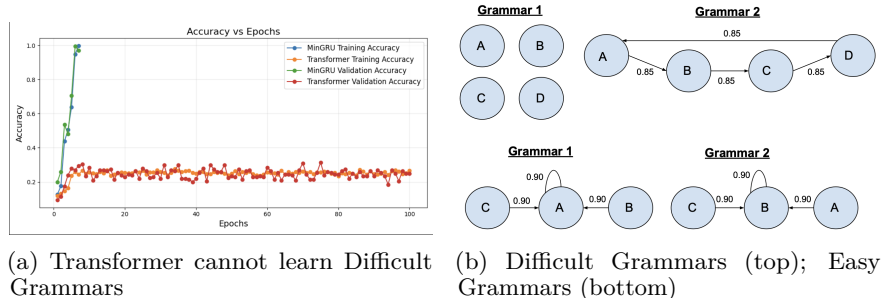 Accuracy vs Epochs
MinGRU Training Accuracy
Transformer Training Accuracy
MinGRU Validation Accuracy
Transformer Validation Accuracy
Accuracy
1.0
0.8
0.6
0.4
0.2
0
20
40
60
80
100
Epochs
(a) Transformer cannot learn Difficult
Grammars
Grammar 1
A
B
C
D
Grammar 2
0.85
A
D
0.85
B
0.85
C
0.85
Grammar 1
0.90
C
0.90
A
0.90
B
Grammar 2
0.90
C
0.90
B
0.90
A
(b) Difficult Grammars (top); Easy
Grammars (bottom)